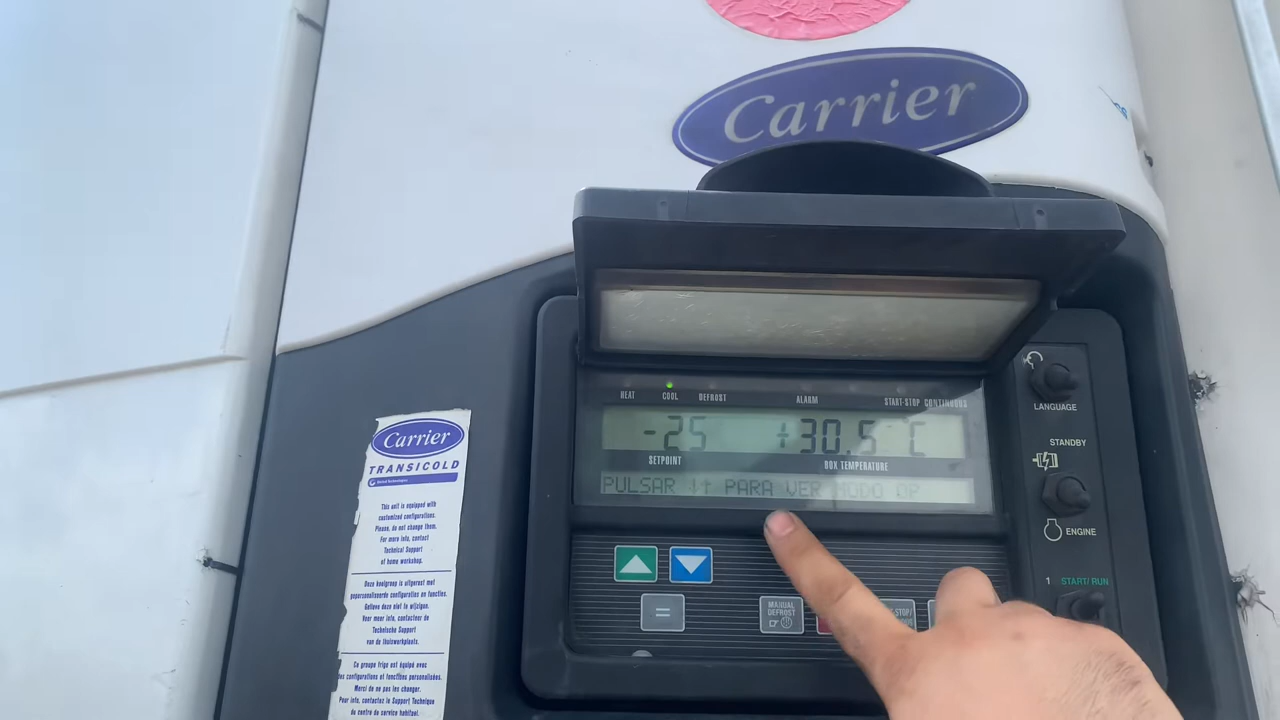 Carrier
LANGUAGE
HEAT COOL DEFROST ALARM START-STOP CONTINUOUS
-25 +30.5 C
SETPOINT BOX TEMPERATURE
PULSAR ↓↑ PARA VER MODO OP
STANDBY
ENGINE
1 START/RUN
=
MANUAL
DEFROST
STOP/
Carrier
TRANSICOLD
United Technologies
This unit is equipped with
customized configurations.
Please, do not change them.
For more info, contact
Technical Support
of home workshop.
Deze koelgroep is uitgerust met
gepersonaliseerde configuraties en functies.
Gelieve deze niet te wijzigen.
Voor meer info, contacteer de
Technische Support
van de thuiswerkplaats.
Ce groupe frigo est équipé avec
des configurations et fonctions personnalisées.
Merci de ne pas les changer.
Pour info, contactez le Support Technique
du centre de service habituel.